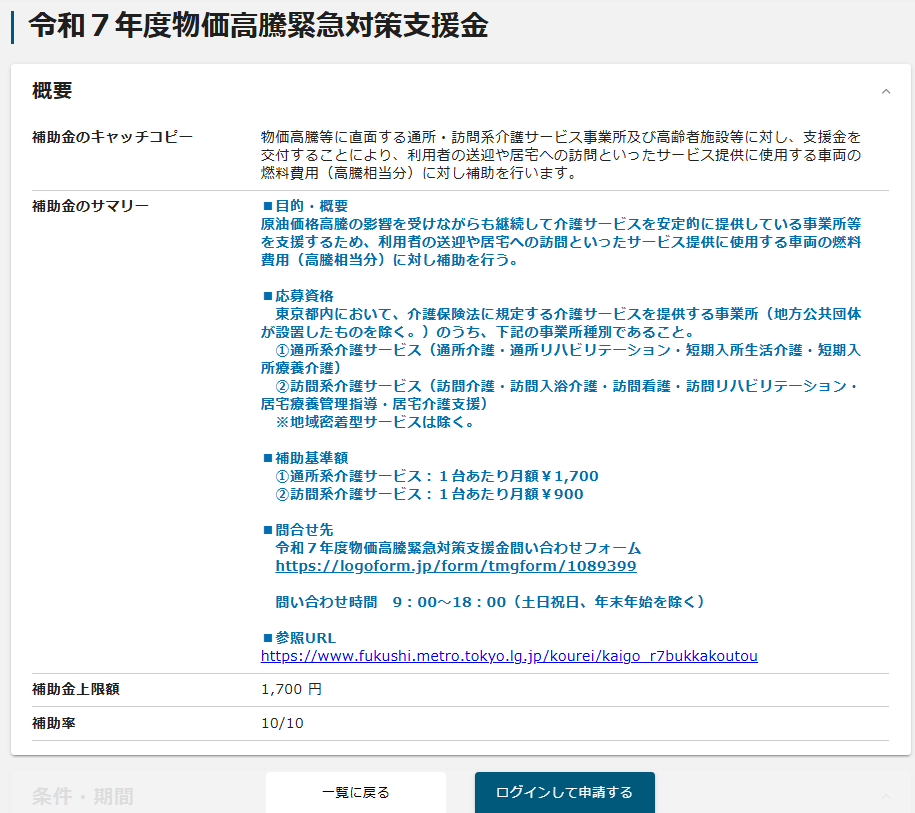 令和７年度物価高騰緊急対策支援金
概要
補助金のキャッチコピー
物価高騰等に直面する通所・訪問系介護サービス事業所及び高齢者施設等に対し、支援金を
交付することにより、利用者の送迎や居宅への訪問といったサービス提供に使用する車両の
燃料費用（高騰相当分）に対し補助を行います。
補助金のサマリー
■目的・概要
原油価格高騰の影響を受けながらも継続して介護サービスを安定的に提供している事業所等
を支援するため、利用者の送迎や居宅への訪問といったサービス提供に使用する車両の燃料
費用（高騰相当分）に対し補助を行う。
■応募資格
　東京都内において、介護保険法に規定する介護サービスを提供する事業所（地方公共団体
が設置したものを除く。）のうち、下記の事業所種別であること。
　①通所系介護サービス（通所介護・通所リハビリテーション・短期入所生活介護・短期入
所療養介護）
　②訪問系介護サービス（訪問介護・訪問入浴介護・訪問看護・訪問リハビリテーション・
居宅療養管理指導・居宅介護支援）
　※地域密着型サービスは除く。
■補助基準額
　①通所系介護サービス：１台あたり月額￥1,700
　②訪問系介護サービス：１台あたり月額￥900
■問合せ先
　令和７年度物価高騰緊急対策支援金問い合わせフォーム
　https://logoform.jp/form/tmgform/1089399
　問い合わせ時間　9：00～18：00（土日祝日、年末年始を除く）
■参照URL
https://www.fukushi.metro.tokyo.lg.jp/kourei/kaigo_r7bukkakoutou
補助金上限額
1,700 円
補助率
10/10
条件・期間
一覧に戻る
ログインして申請する